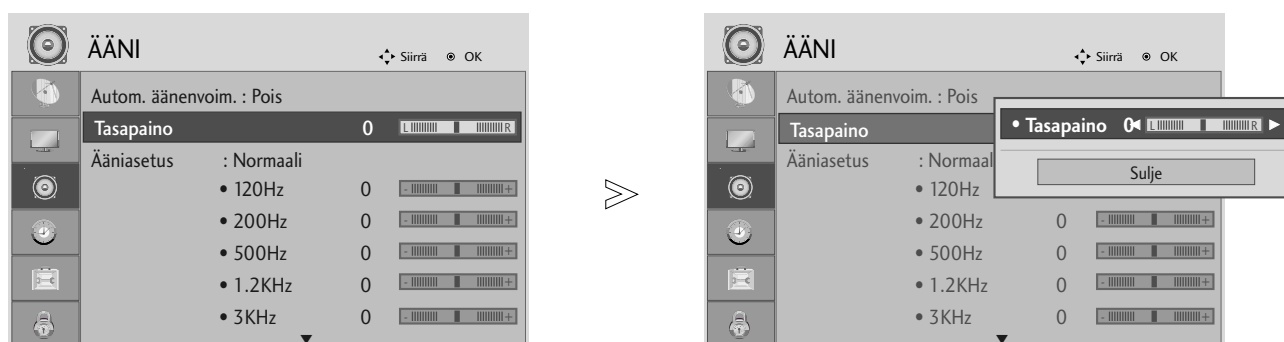 ÄÄNI
Siirrä OK
Autom. äänenvoim. : Pois
Tasapaino 0 L R
Ääniasetus : Normaali
• 120Hz 0 - +
• 200Hz 0 - +
• 500Hz 0 - +
• 1.2KHz 0 - +
• 3KHz 0 - +
ÄÄNI
Siirrä OK
Autom. äänenvoim. : Pois
Tasapaino
• Tasapaino 0 L R
Sulje
Ääniasetus : Normaal
• 120Hz
• 200Hz 0 - +
• 500Hz 0 - +
• 1.2KHz 0 - +
• 3KHz 0 - +